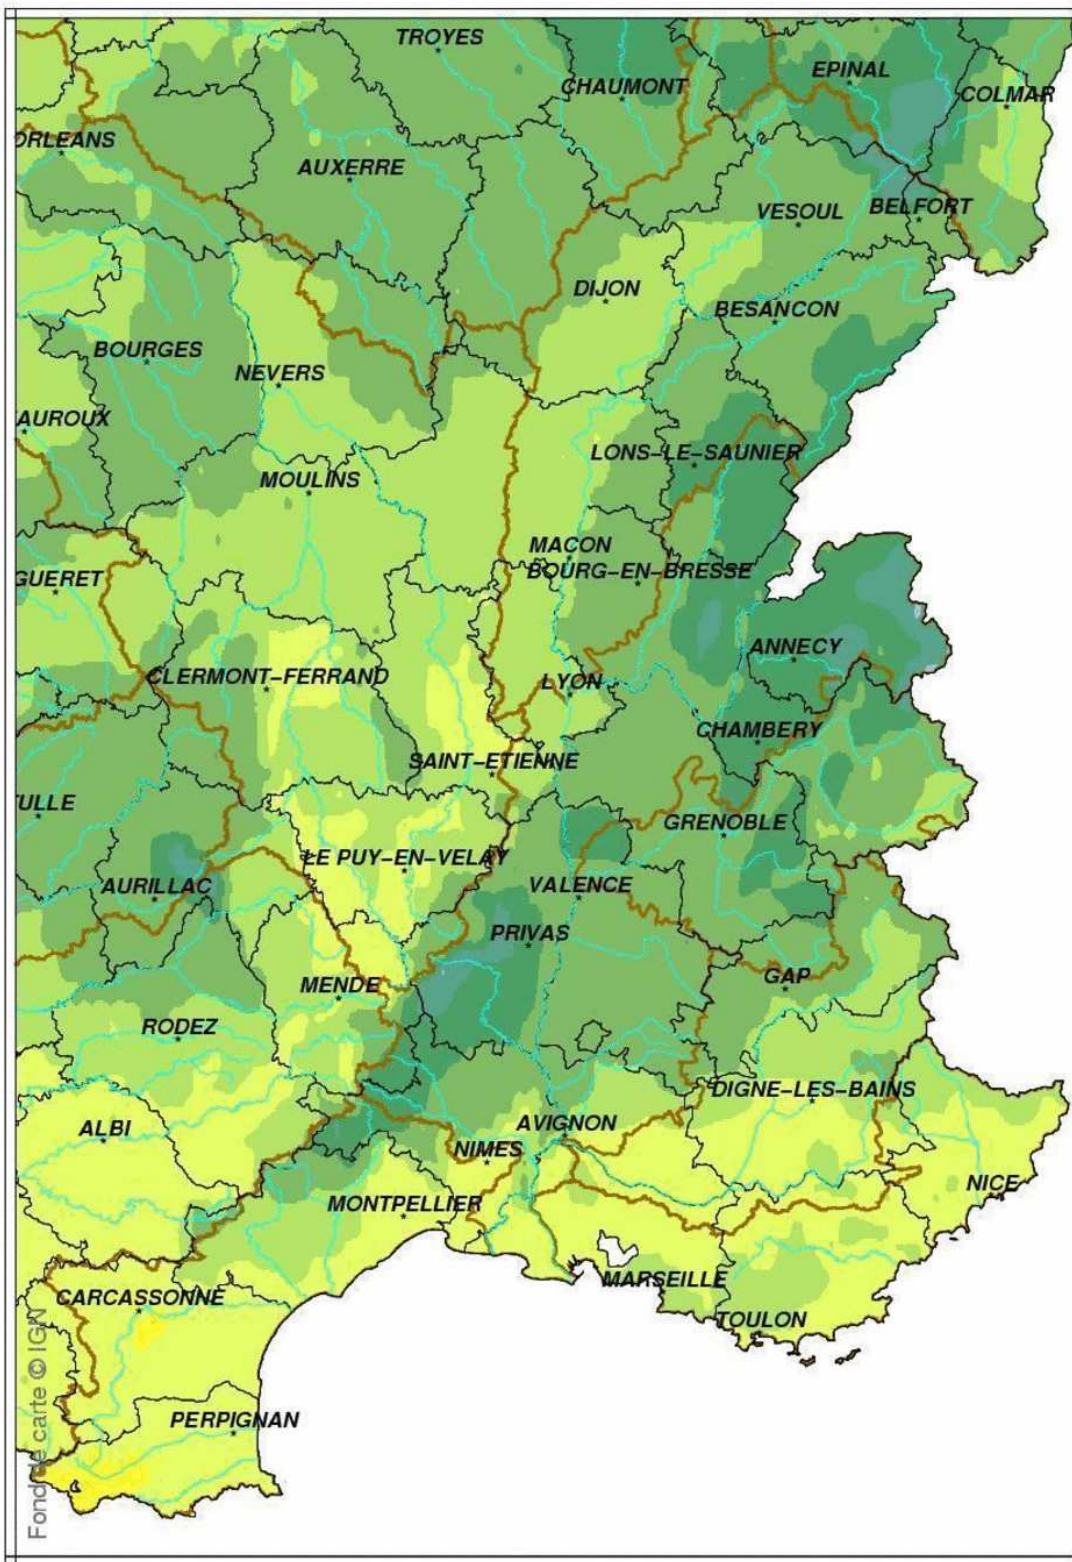 TROYES
EPINAL
CHAUMONT
COLMAR
ORLEANS
AUXERRE
BELFORT
VESOUL
DIJON
BESANCON
BOURGES
NEVERS
AUROUX
LONS-LE-SAUNIER
MOULINS
MACON
BOURG-EN-BRESSE
GUERET
ANNECY
CLERMONT-FERRAND
LYON
CHAMBERY
SAINT-ETIENNE
TULLE
GRENOBLE
LE PUY-EN-VELAY
AURILLAC
VALENCE
PRIVAS
GAP
MENDE
RODEZ
DIGNE-LES-BAINS
AVIGNON
ALBI
NIMES
NICE
MONTPELLIER
MARSEILLE
CARCASSONNE
TOULON
PERPIGNAN
Fond de carte © IGN